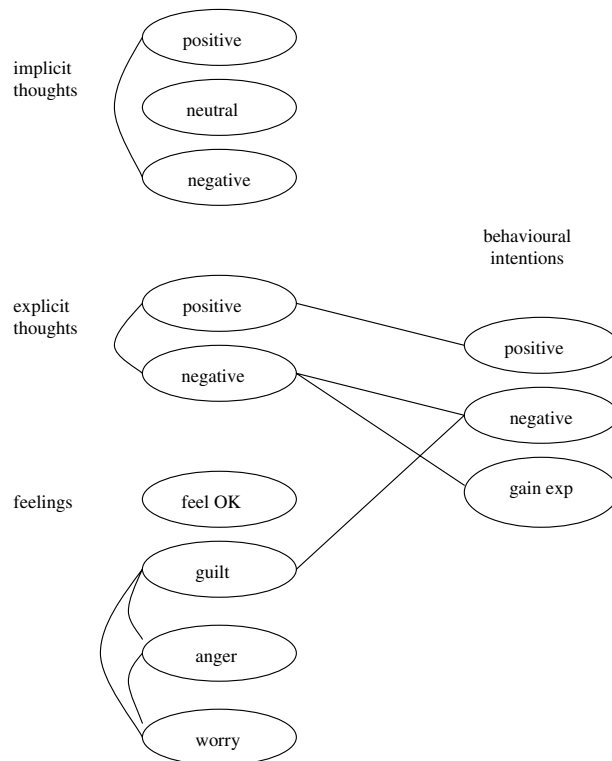 positive
implicit
thoughts
neutral
negative
behavioural
intentions
explicit
thoughts
positive
positive
negative
negative
gain exp
feelings
feel OK
guilt
anger
worry